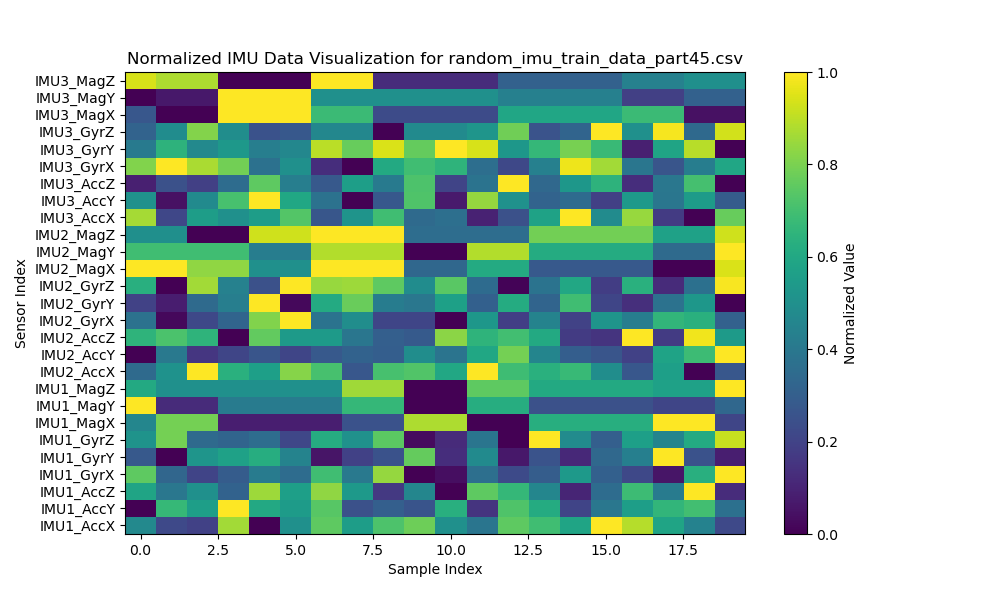 Normalized IMU Data Visualization for random_imu_train_data_part45.csv
Sensor Index
IMU3_MagZ
IMU3_MagY
IMU3_MagX
IMU3_GyrZ
IMU3_GyrY
IMU3_GyrX
IMU3_AccZ
IMU3_AccY
IMU3_AccX
IMU2_MagZ
IMU2_MagY
IMU2_MagX
IMU2_GyrZ
IMU2_GyrY
IMU2_GyrX
IMU2_AccZ
IMU2_AccY
IMU2_AccX
IMU1_MagZ
IMU1_MagY
IMU1_MagX
IMU1_GyrZ
IMU1_GyrY
IMU1_GyrX
IMU1_AccZ
IMU1_AccY
IMU1_AccX
0.0 2.5 5.0 7.5 10.0 12.5 15.0 17.5
Sample Index
1.0
0.8
0.6
0.4
0.2
0.0
Normalized Value